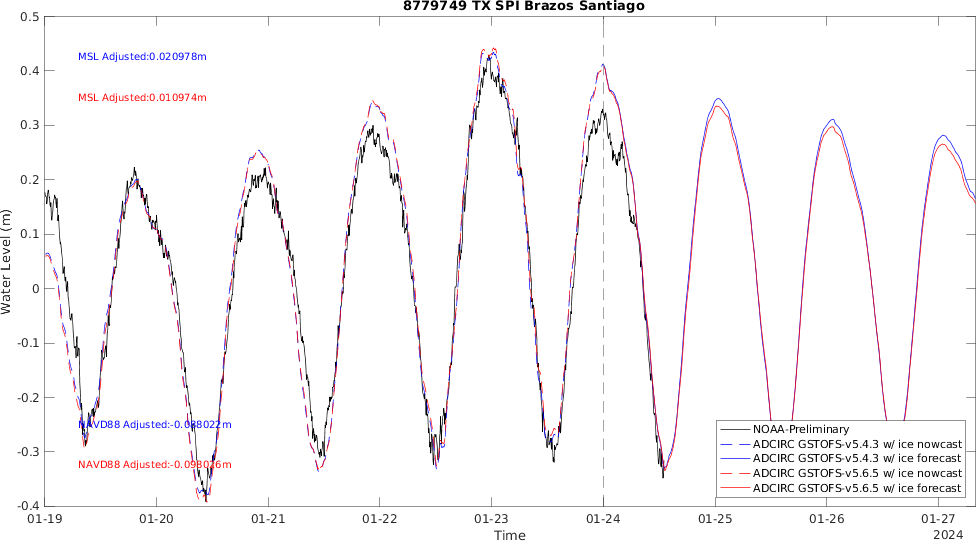 8779749 TX SPI Brazos Santiago
0.5
0.4
0.3
0.2
0.1
0
-0.1
-0.2
-0.3
-0.4
Water Level (m)
MSL Adjusted:0.020978m
MSL Adjusted:0.010974m
NAVD88 Adjusted:-0.088022m
NAVD88 Adjusted:-0.098026m
NOAA-Preliminary
ADCIRC GSTOFS-v5.4.3 w/ ice nowcast
ADCIRC GSTOFS-v5.4.3 w/ ice forecast
ADCIRC GSTOFS-v5.6.5 w/ ice nowcast
ADCIRC GSTOFS-v5.6.5 w/ ice forecast
01-19 01-20 01-21 01-22 01-23 01-24 01-25 01-26 01-27
Time
2024